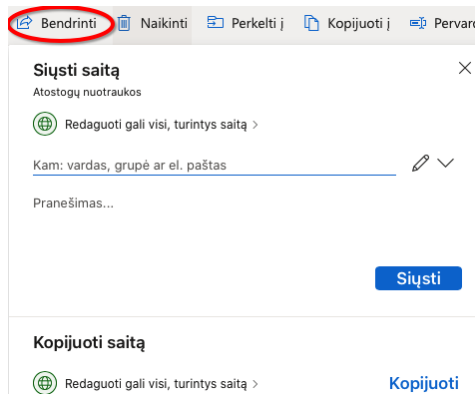 Bendrinti Naikinti Perkelti į Kopijuoti į
Siųsti saitą
Atostogų nuotraukos
Redaguoti gali visi, turintys saitą >
Kam: vardas, grupė ar el. paštas
Pranešimas...
Siųsti
Kopijuoti saitą
Redaguoti gali visi, turintys saitą > Kopijuoti